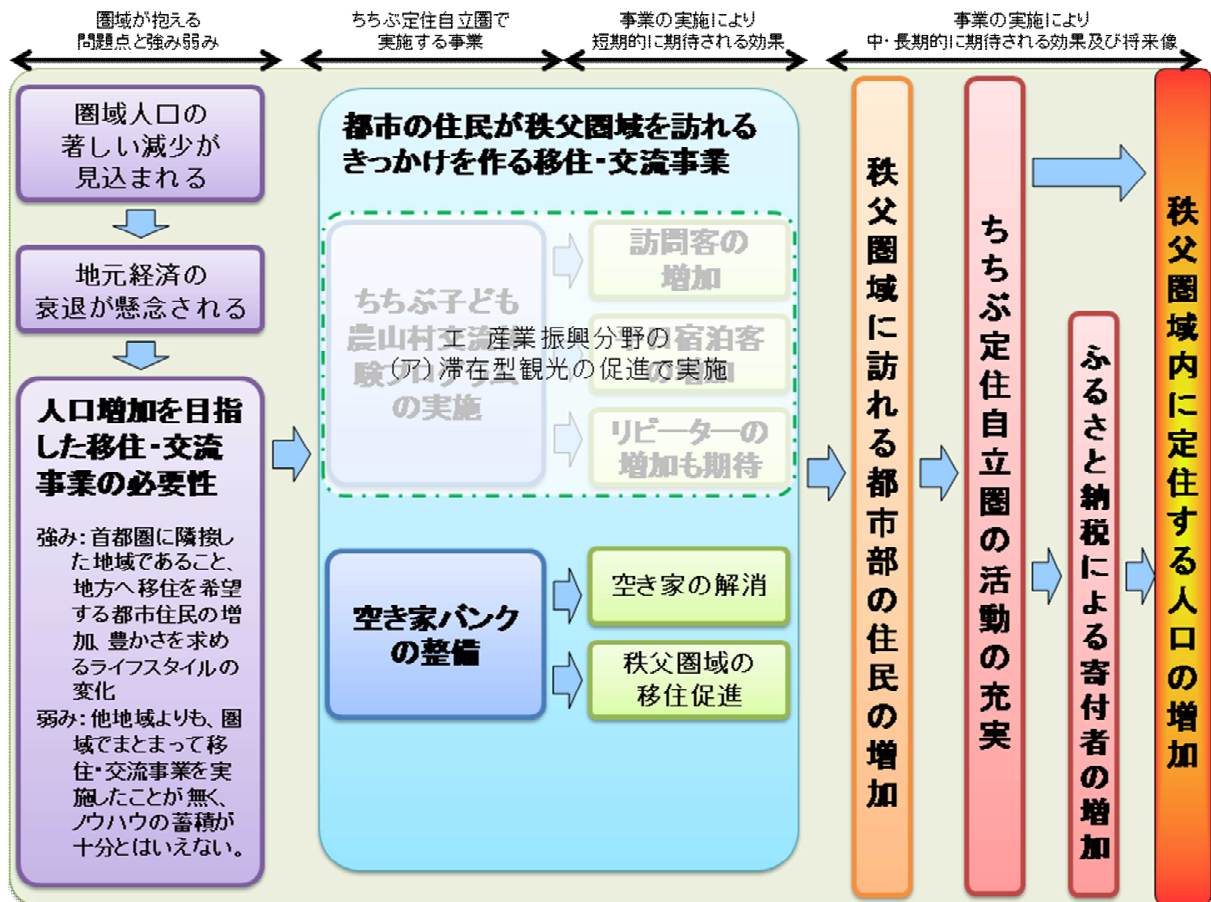 圏域が抱える
問題点と強み弱み
ちちぶ定住自立圏で
実施する事業
事業の実施により
短期的に期待される効果
事業の実施により
中・長期的に期待される効果及び将来像
圏域人口の
著しい減少が
見込まれる
地元経済の
衰退が懸念される
人口増加を目指
した移住・交流
事業の必要性
強み:首都圏に隣接し
た地域であること、
地方へ移住を希望
する都市住民の増
加、豊かさを求め
るライフスタイルの
変化
弱み:他地域よりも、圏
域でまとまって移
住・交流事業を実
施したことが無く、
ノウハウの蓄積が
十分とはいえない。
都市の住民が秩父圏域を訪れる
きっかけを作る移住・交流事業
ちちぶ子ども
農山村交流
の実施
エ 産業振興分野の
(ア)滞在型観光の促進で実施
訪問客の
増加
宿泊客
の増加
リピーターの
増加も期待
空き家バンク
の整備
空き家の解消
秩父圏域の
移住促進
秩父圏域に訪れる都市部の住民の増加
ちちぶ定住自立圏の活動の充実
ふるさと納税による寄付者の増加
秩父圏域内に定住する人口の増加